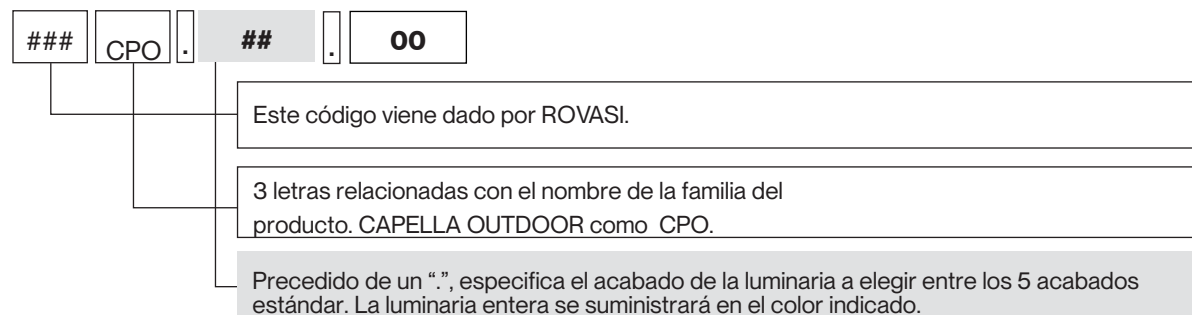 ### CPO . ## . 00
Este código viene dado por ROVASI.
3 letras relacionadas con el nombre de la familia del
producto. CAPELLA OUTDOOR como CPO.
Precedido de un “.”, especifica el acabado de la luminaria a elegir entre los 5 acabados
estándar. La luminaria entera se suministrará en el color indicado.